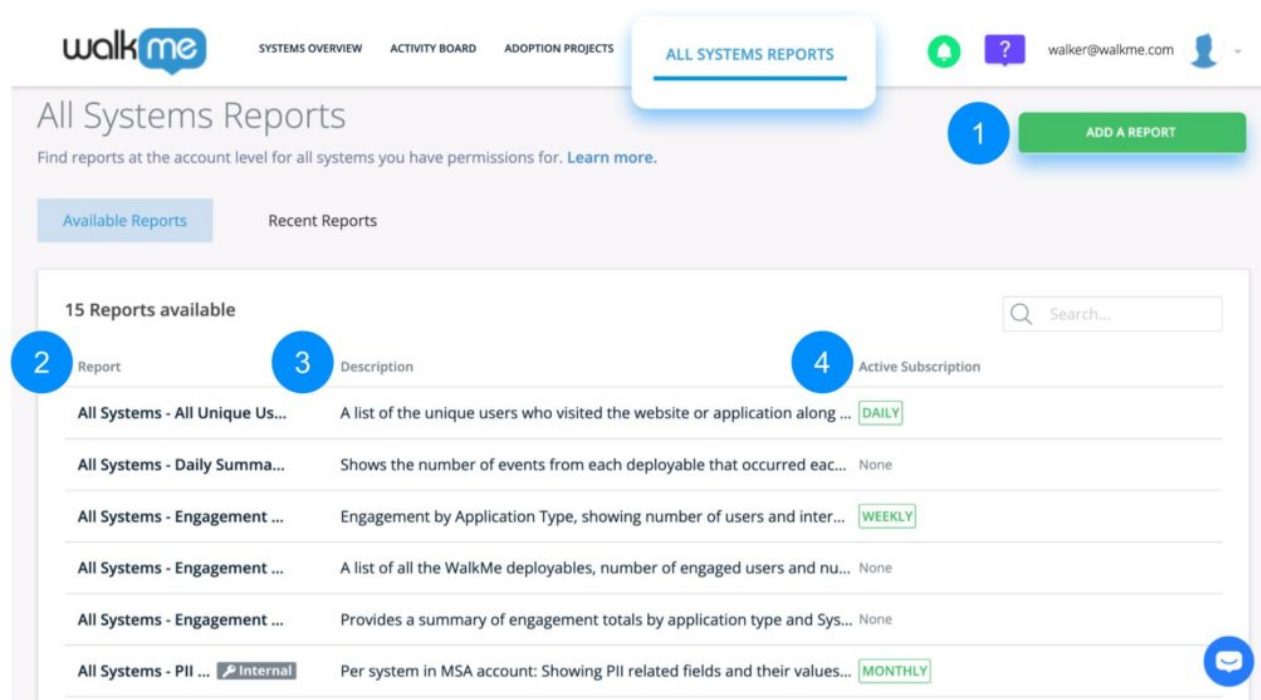 walkme SYSTEMS OVERVIEW ACTIVITY BOARD ADOPTION PROJECTS ALL SYSTEMS REPORTS ? walker@walkme.com
All Systems Reports
1 ADD A REPORT
Find reports at the account level for all systems you have permissions for. Learn more.
Available Reports Recent Reports
15 Reports available Search...
2 Report 3 Description 4 Active Subscription
All Systems - All Unique Us... A list of the unique users who visited the website or application along ... DAILY
All Systems - Daily Summa... Shows the number of events from each deployable that occurred eac... None
All Systems - Engagement ... Engagement by Application Type, showing number of users and inter... WEEKLY
All Systems - Engagement ... A list of all the WalkMe deployables, number of engaged users and nu... None
All Systems - Engagement ... Provides a summary of engagement totals by application type and Sys... None
All Systems - PII ... Internal Per system in MSA account: Showing PII related fields and their values... MONTHLY